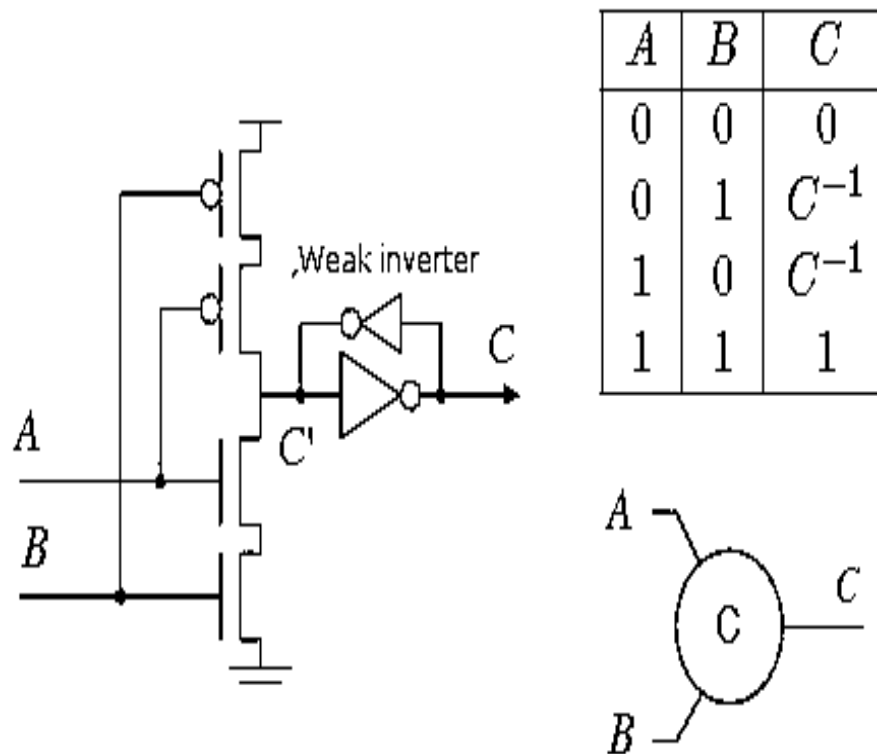 A B C
0 0 0
0 1 C⁻¹
1 0 C⁻¹
1 1 1
,Weak inverter
C
A
C'
B
A
C
C
B